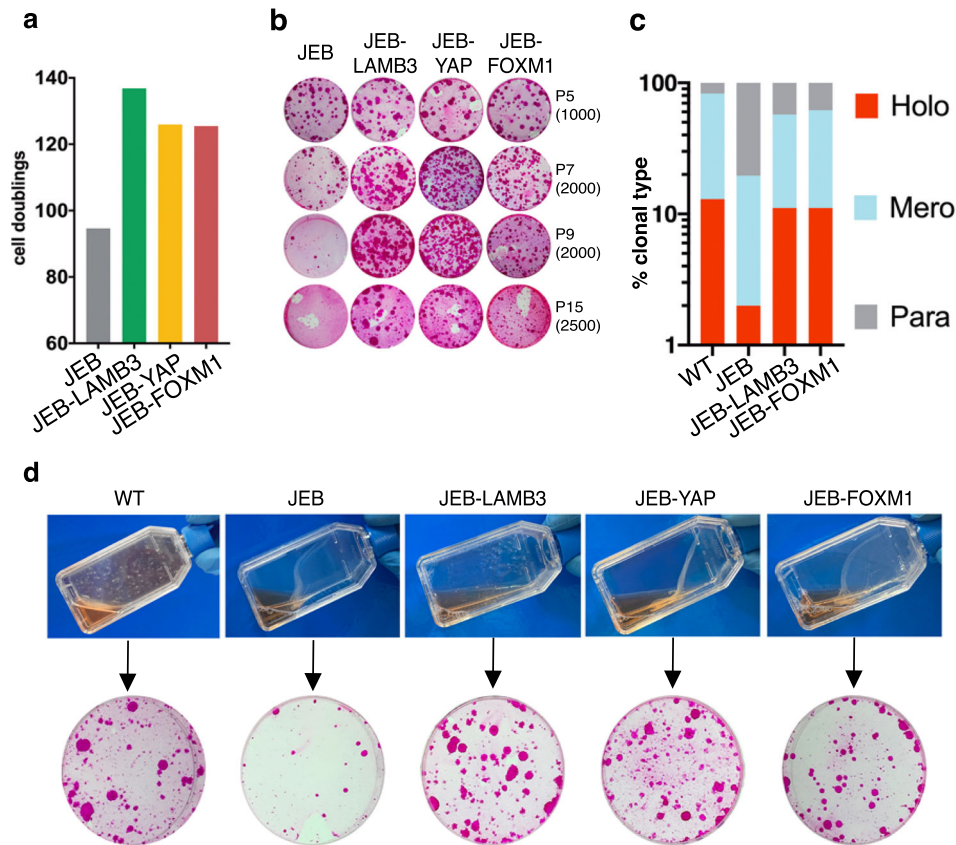 a
140
120
100
80
60
cell doublings
JEB
JEB-LAMB3
JEB-YAP
JEB-FOXM1
b
JEB
JEB-
LAMB3
JEB-
YAP
JEB-
FOXM1
P5
(1000)
P7
(2000)
P9
(2000)
P15
(2500)
c
100
10
1
% clonal type
WT
JEB
JEB-LAMB3
JEB-FOXM1
Holo
Mero
Para
d
WT
JEB
JEB-LAMB3
JEB-YAP
JEB-FOXM1